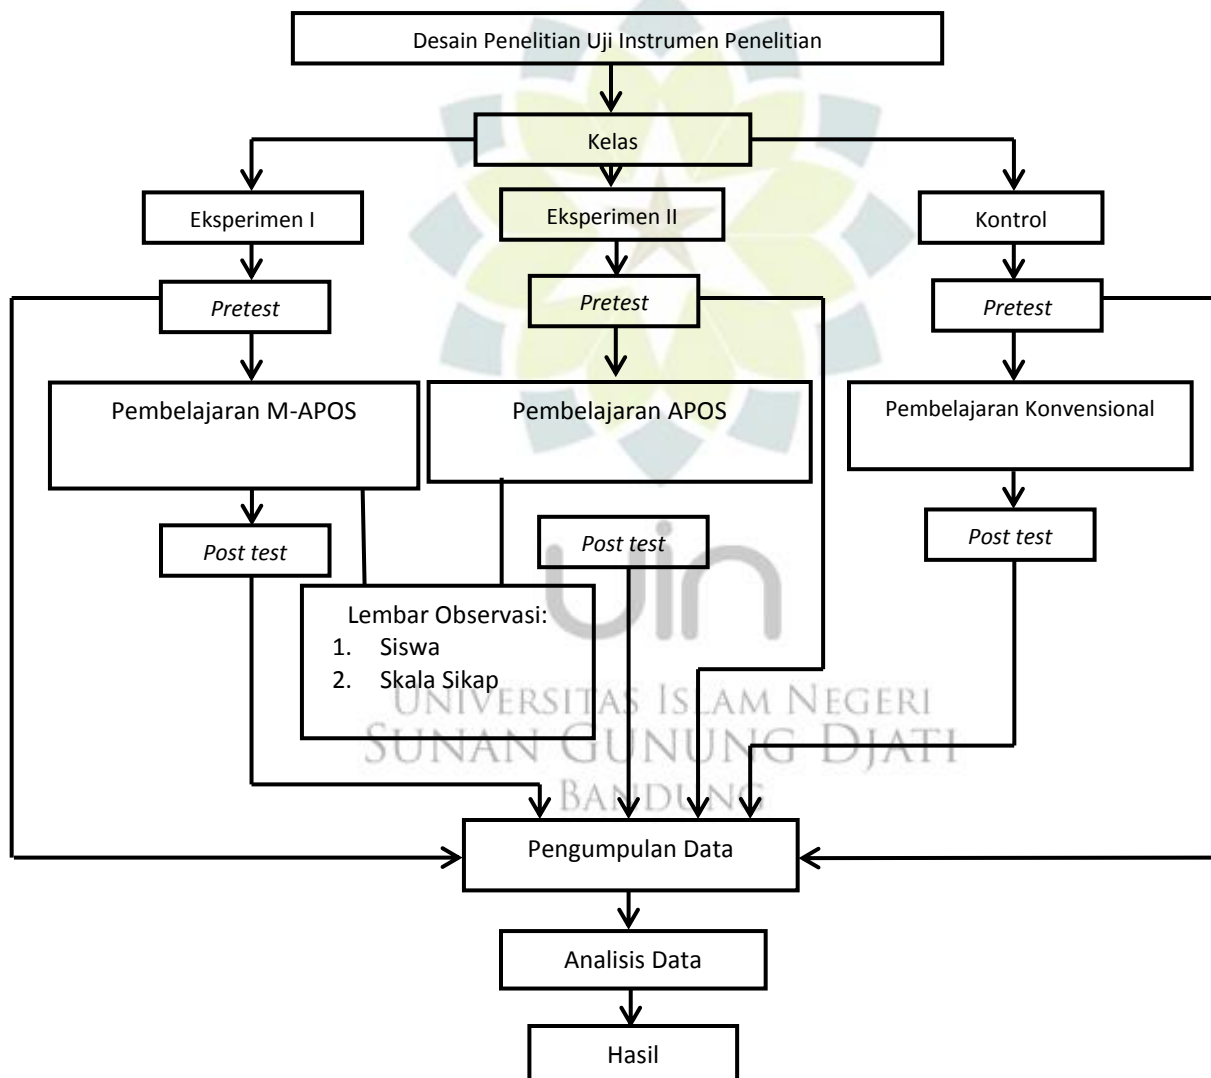 Desain Penelitian Uji Instrumen Penelitian
Kelas
Eksperimen I
Eksperimen II
Kontrol
Pretest
Pretest
Pretest
Pembelajaran M-APOS
Pembelajaran APOS
Pembelajaran Konvensional
Post test
Post test
Post test
Lembar Observasi:
1. Siswa
2. Skala Sikap
uin
UNIVERSITAS ISLAM NEGERI
SUNAN GUNUNG DJATI
BANDUNG
Pengumpulan Data
Analisis Data
Hasil